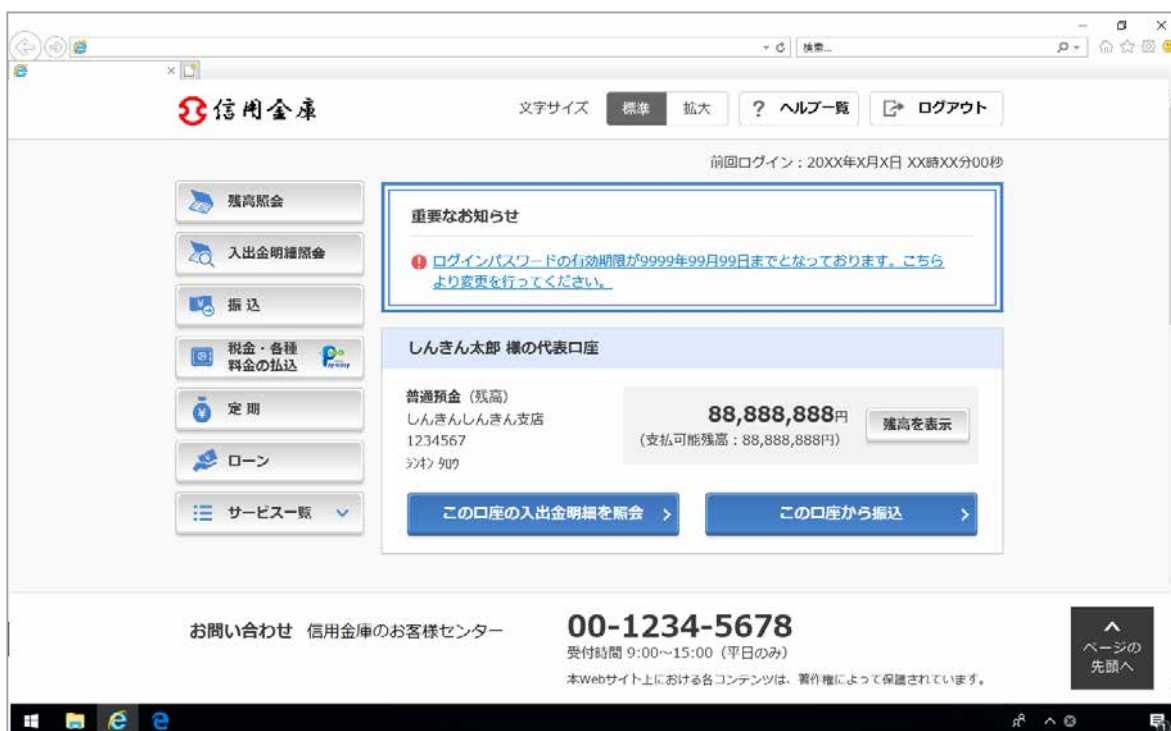 検索...
信用金庫
文字サイズ 標準 拡大 ? ヘルプ一覧 ログアウト
前回ログイン：20XX年X月X日 XX時XX分00秒
残高照会
入出金明細照会
振込
税金・各種
料金の払込
定期
ローン
サービス一覧
重要なお知らせ
ログインパスワードの有効期限が9999年99月99日までとなっております。こちら
より変更を行ってください。
しんきん太郎 様の代表口座
普通預金（残高）
しんきんしんきん支店
1234567
ｼﾝｷﾝ ﾀﾛｳ
88,888,888円
（支払可能残高：88,888,888円）
残高を表示
この口座の入出金明細を照会
この口座から振込
お問い合わせ 信用金庫のお客様センター
00-1234-5678
受付時間 9:00～15:00（平日のみ）
本Webサイト上における各コンテンツは、著作権によって保護されています。
ページの
先頭へ